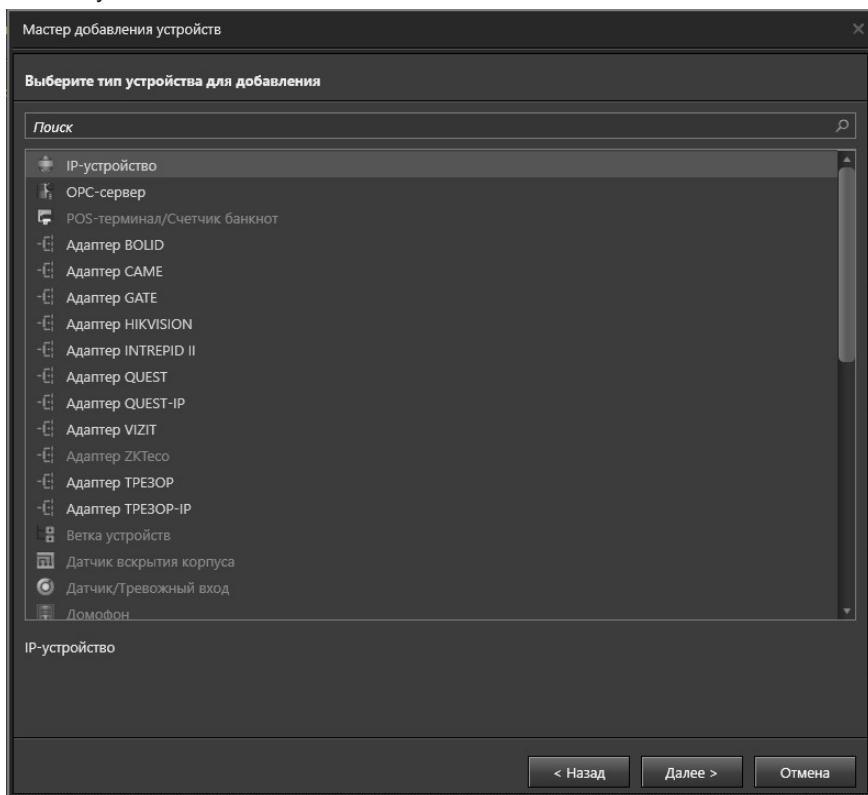 Мастер добавления устройств
Выберите тип устройства для добавления
Поиск
IP-устройство
OPC-сервер
POS-терминал/Счетчик банкнот
Адаптер BOLID
Адаптер CAME
Адаптер GATE
Адаптер HIKVISION
Адаптер INTREPID II
Адаптер QUEST
Адаптер QUEST-IP
Адаптер VIZIT
Адаптер ZKTeco
Адаптер ТРЕЗОР
Адаптер ТРЕЗОР-IP
Ветка устройств
Датчик вскрытия корпуса
Датчик/Тревожный вход
Домофон
IP-устройство
< Назад Далее > Отмена